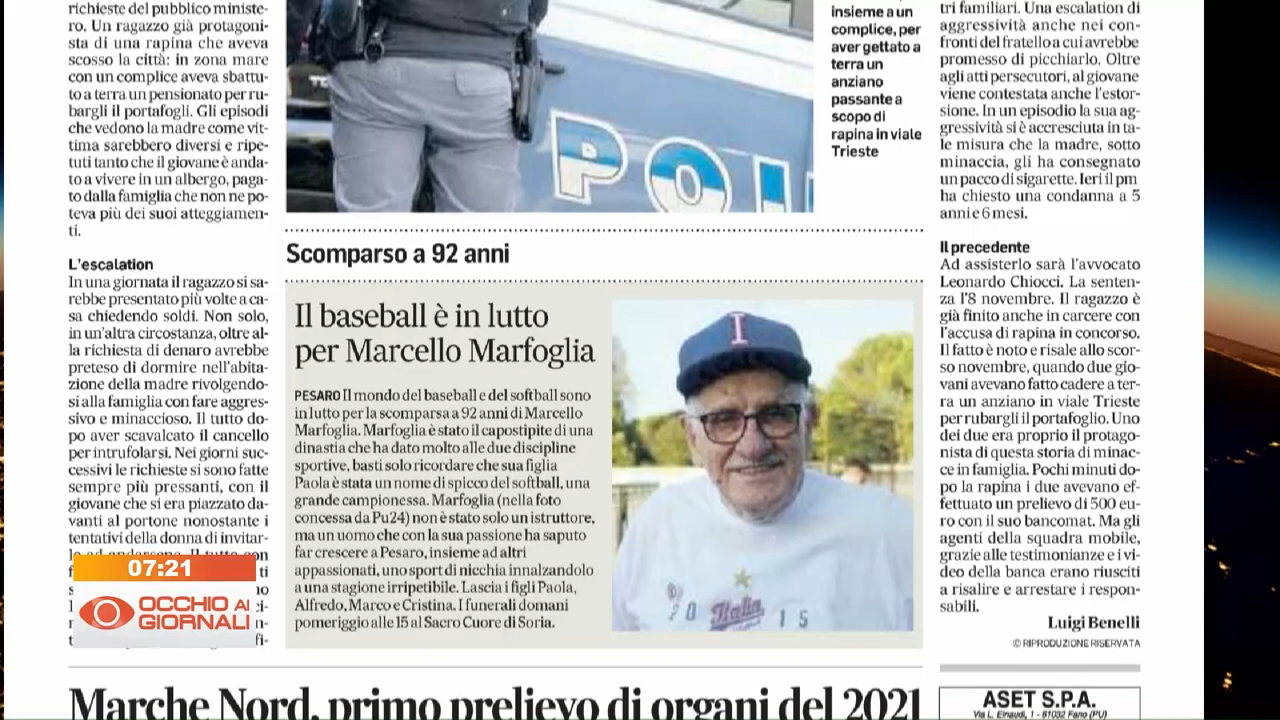 richieste del pubblico ministe-
ro. Un ragazzo già protagoni-
sta di una rapina che aveva
scosso la città: in zona mare
con un complice aveva sbattu-
to a terra un pensionato per ru-
bargli il portafogli. Gli episodi
che vedono la madre come vit-
tima sarebbero diversi e ripe-
tuti tanto che il giovane è anda-
to a vivere in un albergo, paga-
to dalla famiglia che non ne po-
teva più dei suoi atteggiamen-
ti.
L'escalation
In una giornata il ragazzo si sa-
rebbe presentato più volte a ca-
sa chiedendo soldi. Non solo,
in un'altra circostanza, oltre al-
la richiesta di denaro avrebbe
preteso di dormire nell'abita-
zione della madre rivolgendo-
si alla famiglia con fare aggres-
sivo e minaccioso. Il tutto do-
po aver scavalcato il cancello
per intrufolarsi. Nei giorni suc-
cessivi le richieste si sono fatte
sempre più pressanti, con il
giovane che si era piazzato da-
vanti al portone nonostante i
tentativi della donna di invitar-
lo ad andarsene. Il tutto con
07:21
OCCHIO AI
GIORNALI
POLI
insieme a un
complice, per
aver gettato a
terra un
anziano
passante a
scopo di
rapina in viale
Trieste
Scomparso a 92 anni
Il baseball è in lutto
per Marcello Marfoglia
PESARO Il mondo del baseball e del softball sono
in lutto per la scomparsa a 92 anni di Marcello
Marfoglia. Marfoglia è stato il capostipite di una
dinastia che ha dato molto alle due discipline
sportive, basti solo ricordare che sua figlia
Paola è stata un nome di spicco del softball, una
grande campionessa. Marfoglia (nella foto
concessa da Pu24) non è stato solo un istruttore,
ma un uomo che con la sua passione ha saputo
far crescere a Pesaro, insieme ad altri
appassionati, uno sport di nicchia innalzandolo
a una stagione irripetibile. Lascia i figli Paola,
Alfredo, Marco e Cristina. I funerali domani
pomeriggio alle 15 al Sacro Cuore di Soria.
I
20 Italia 15
tri familiari. Una escalation di
aggressività anche nei con-
fronti del fratello a cui avrebbe
promesso di picchiarlo. Oltre
agli atti persecutori, al giovane
viene contestata anche l'estor-
sione. In un episodio la sua ag-
gressività si è accresciuta in ta-
le misura che la madre, sotto
minaccia, gli ha consegnato
un pacco di sigarette. Ieri il pm
ha chiesto una condanna a 5
anni e 6 mesi.
Il precedente
Ad assisterlo sarà l'avvocato
Leonardo Chiocci. La senten-
za l'8 novembre. Il ragazzo è
già finito anche in carcere con
l'accusa di rapina in concorso.
Il fatto è noto e risale allo scor-
so novembre, quando due gio-
vani avevano fatto cadere a ter-
ra un anziano in viale Trieste
per rubargli il portafoglio. Uno
dei due era proprio il protago-
nista di questa storia di minac-
ce in famiglia. Pochi minuti do-
po la rapina i due avevano ef-
fettuato un prelievo di 500 eu-
ro con il suo bancomat. Ma gli
agenti della squadra mobile,
grazie alle testimonianze e i vi-
deo della banca erano riusciti
a risalire e arrestare i respon-
sabili.
Luigi Benelli
© RIPRODUZIONE RISERVATA
Marche Nord, primo prelievo di organi del 2021
ASET S.P.A.
Via L. Einaudi, 1 - 61032 Fano (PU)